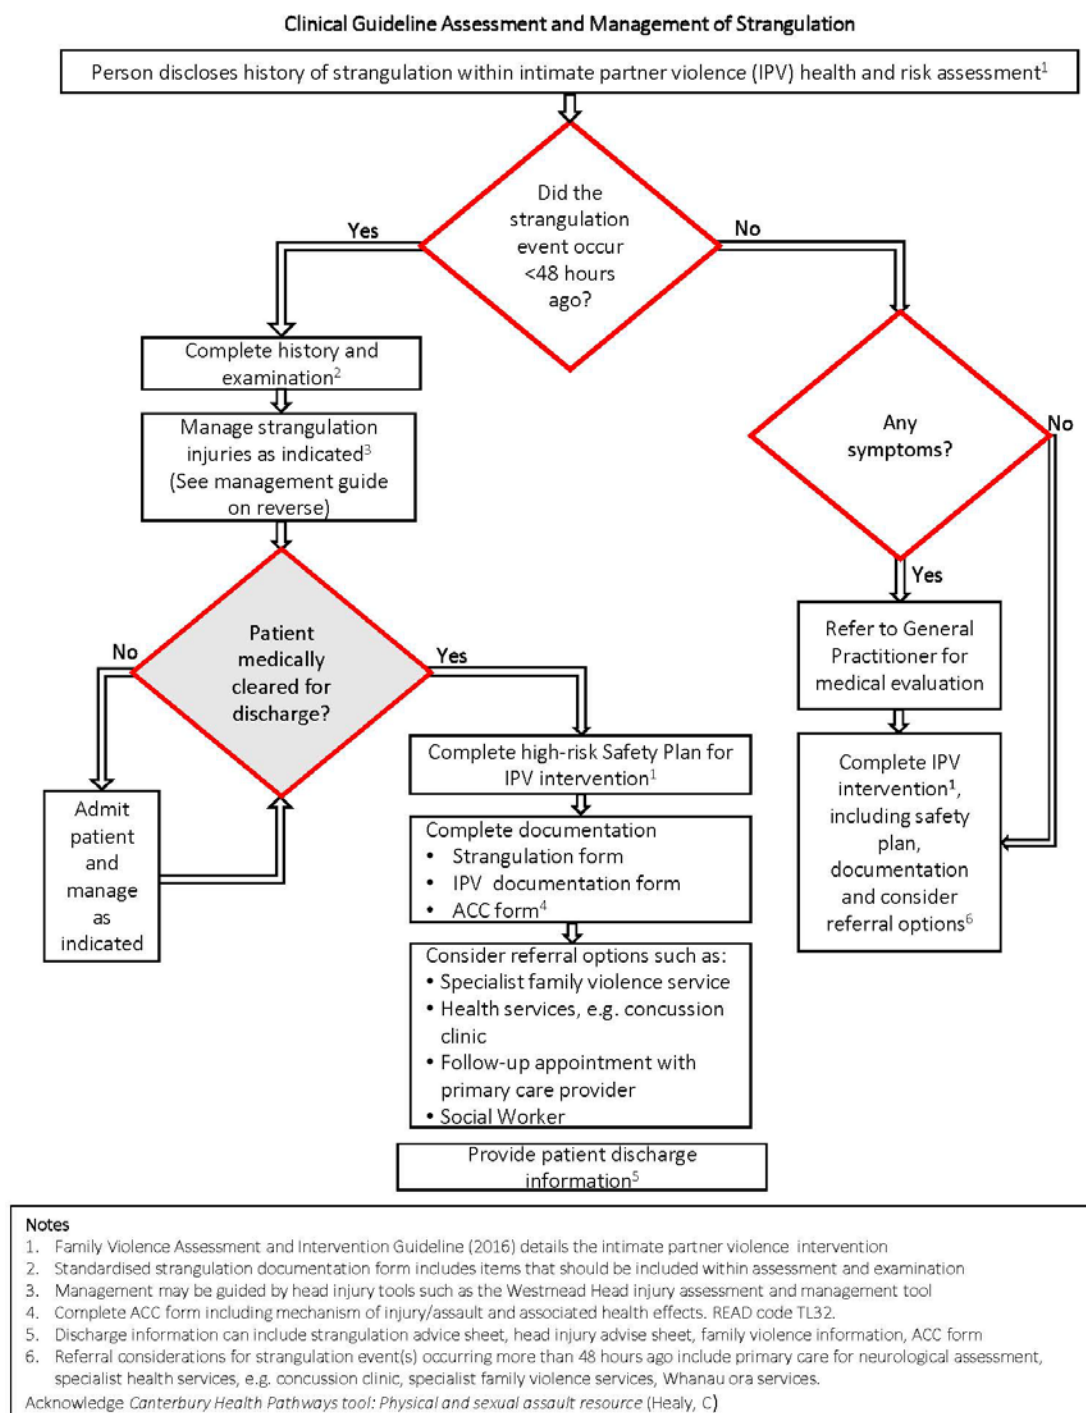 Clinical Guideline Assessment and Management of Strangulation
Person discloses history of strangulation within intimate partner violence (IPV) health and risk assessment¹
Did the
strangulation
event occur
<48 hours
ago?
Yes
No
Complete history and
examination²
Manage strangulation
injuries as indicated³
(See management guide
on reverse)
Any
symptoms?
No
Yes
Patient
medically
cleared for
discharge?
No
Yes
Refer to General
Practitioner for
medical evaluation
Admit
patient
and
manage
as
indicated
Complete high-risk Safety Plan for
IPV intervention¹
Complete documentation
• Strangulation form
• IPV documentation form
• ACC form⁴
Complete IPV
intervention¹,
including safety
plan,
documentation
and consider
referral options⁶
Consider referral options such as:
• Specialist family violence service
• Health services, e.g. concussion
clinic
• Follow-up appointment with
primary care provider
• Social Worker
Provide patient discharge
information⁵
Notes
1. Family Violence Assessment and Intervention Guideline (2016) details the intimate partner violence intervention
2. Standardised strangulation documentation form includes items that should be included within assessment and examination
3. Management may be guided by head injury tools such as the Westmead Head injury assessment and management tool
4. Complete ACC form including mechanism of injury/assault and associated health effects. READ code TL32.
5. Discharge information can include strangulation advice sheet, head injury advise sheet, family violence information, ACC form
6. Referral considerations for strangulation event(s) occurring more than 48 hours ago include primary care for neurological assessment,
specialist health services, e.g. concussion clinic, specialist family violence services, Whanau ora services.
Acknowledge Canterbury Health Pathways tool: Physical and sexual assault resource (Healy, C)